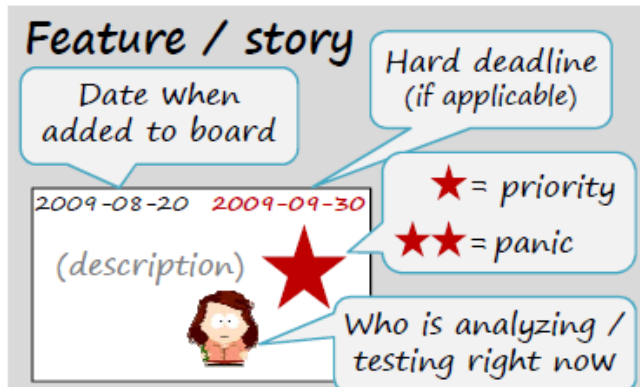 Feature / story
Date when
added to board
Hard deadline
(if applicable)
2009-08-20 2009-09-30
= priority
= panic
(description)
Who is analyzing /
testing right now